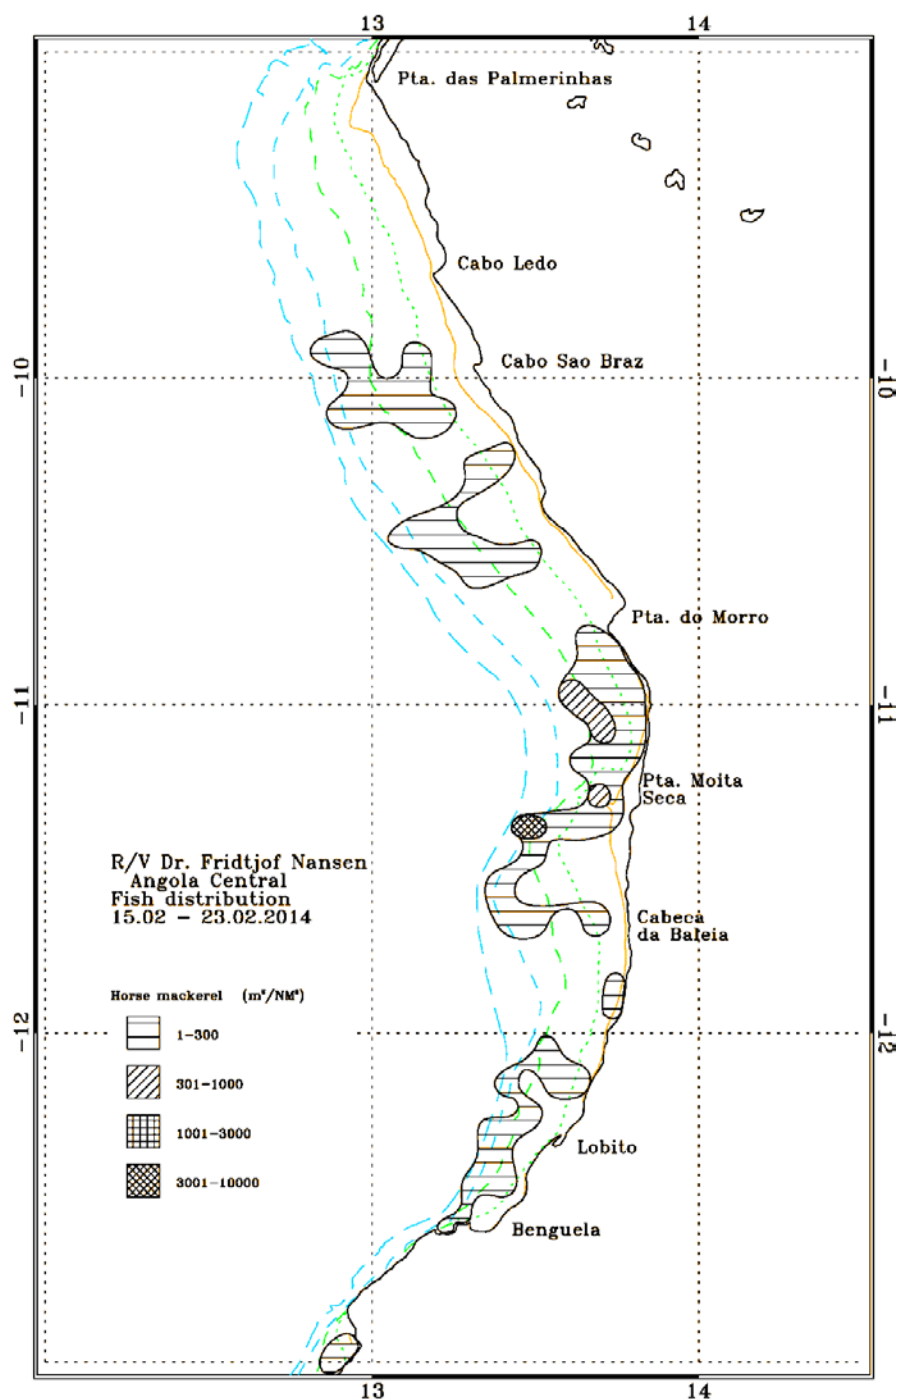 13 14
Pta. das Palmerinhas
Cabo Ledo
Cabo Sao Braz
-10 -10
Pta. do Morro
-11 -11
Pta. Moita
Seca
R/V Dr. Fridtjof Nansen
Angola Central
Fish distribution
15.02 - 23.02.2014
Cabeca
da Baleia
Horse mackerel (m²/NM²)
1-300
301-1000
1001-3000
3001-10000
-12 -12
Lobito
Benguela
13 14